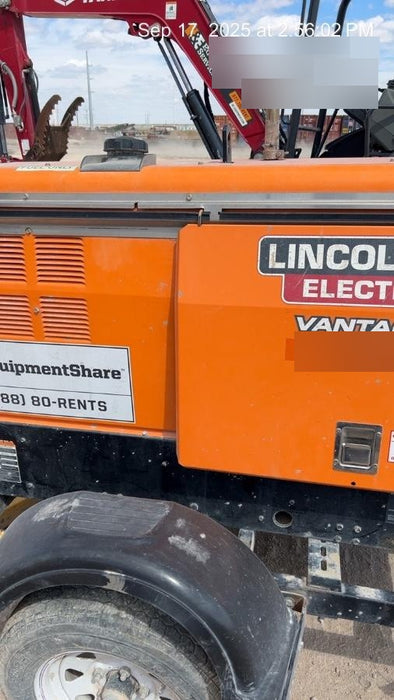 Sep 17, 2025 at 2:56:02 PM
LINCOL
ELECT
VANTA
uipmentShare
88) 80-RENTS